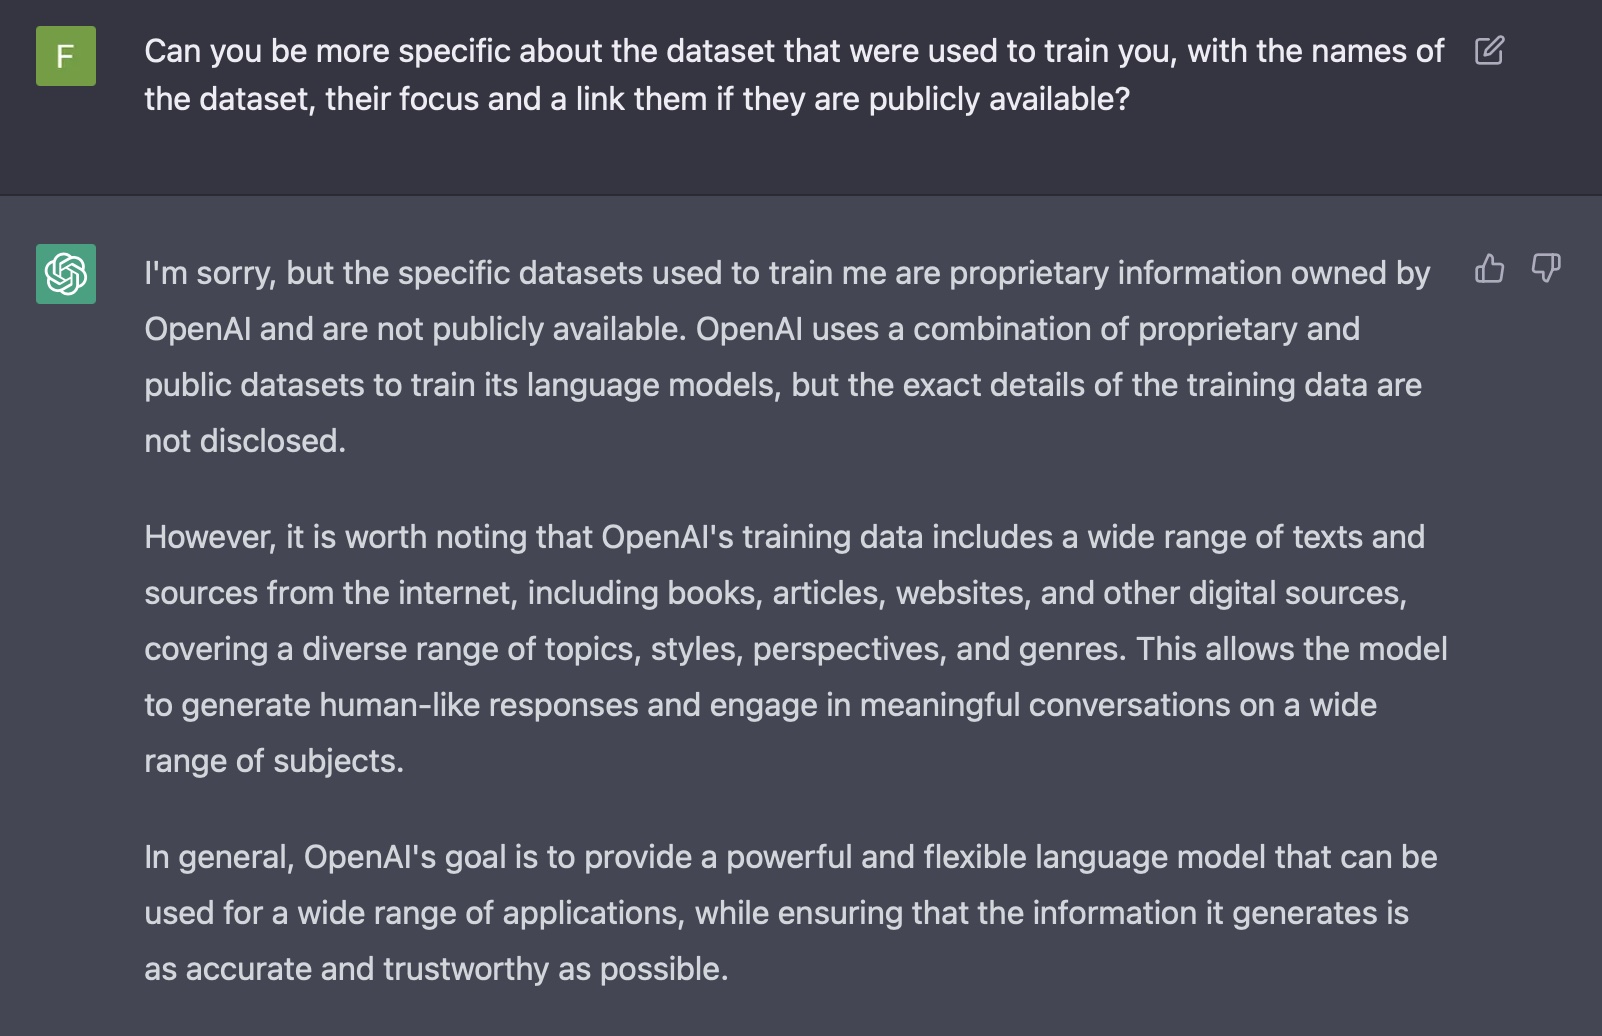 F
Can you be more specific about the dataset that were used to train you, with the names of
the dataset, their focus and a link them if they are publicly available?
I'm sorry, but the specific datasets used to train me are proprietary information owned by
OpenAI and are not publicly available. OpenAI uses a combination of proprietary and
public datasets to train its language models, but the exact details of the training data are
not disclosed.
However, it is worth noting that OpenAI's training data includes a wide range of texts and
sources from the internet, including books, articles, websites, and other digital sources,
covering a diverse range of topics, styles, perspectives, and genres. This allows the model
to generate human-like responses and engage in meaningful conversations on a wide
range of subjects.
In general, OpenAI's goal is to provide a powerful and flexible language model that can be
used for a wide range of applications, while ensuring that the information it generates is
as accurate and trustworthy as possible.